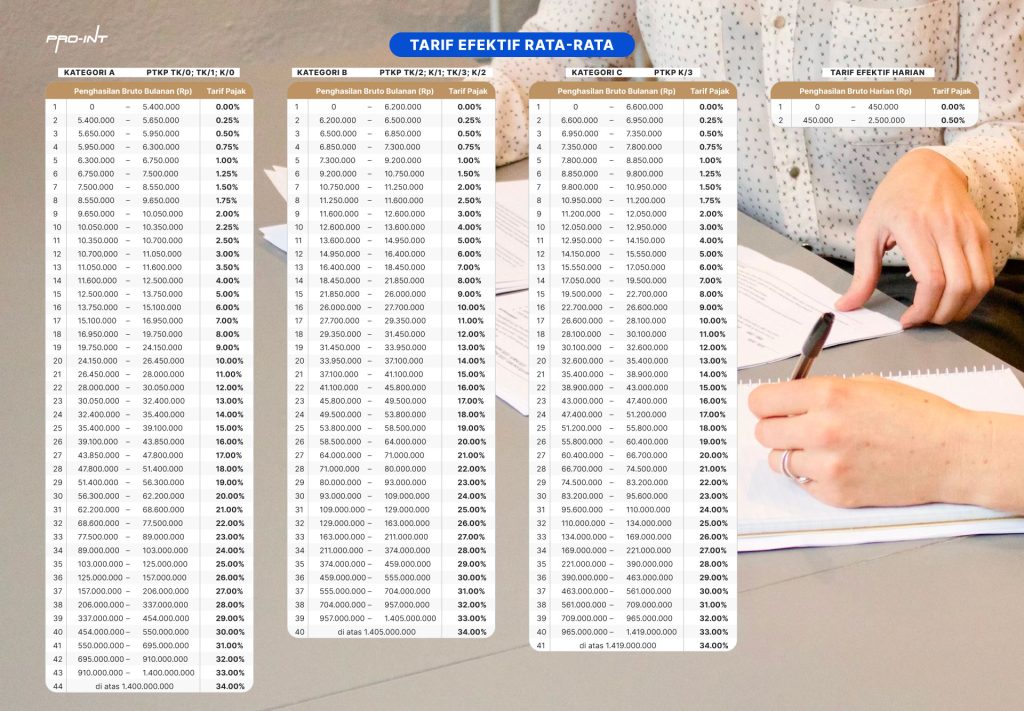 PRO-INT
TARIF EFEKTIF RATA-RATA
KATEGORI A PTKP TK/0; TK/1; K/0
Penghasilan Bruto Bulanan (Rp) Tarif Pajak
1 0 – 5.400.000 0.00%
2 5.400.000 – 5.650.000 0.25%
3 5.650.000 – 5.950.000 0.50%
4 5.950.000 – 6.300.000 0.75%
5 6.300.000 – 6.750.000 1.00%
6 6.750.000 – 7.500.000 1.25%
7 7.500.000 – 8.550.000 1.50%
8 8.550.000 – 9.650.000 1.75%
9 9.650.000 – 10.050.000 2.00%
10 10.050.000 – 10.350.000 2.25%
11 10.350.000 – 10.700.000 2.50%
12 10.700.000 – 11.050.000 3.00%
13 11.050.000 – 11.600.000 3.50%
14 11.600.000 – 12.500.000 4.00%
15 12.500.000 – 13.750.000 5.00%
16 13.750.000 – 15.100.000 6.00%
17 15.100.000 – 16.950.000 7.00%
18 16.950.000 – 19.750.000 8.00%
19 19.750.000 – 24.150.000 9.00%
20 24.150.000 – 26.450.000 10.00%
21 26.450.000 – 28.000.000 11.00%
22 28.000.000 – 30.050.000 12.00%
23 30.050.000 – 32.400.000 13.00%
24 32.400.000 – 35.400.000 14.00%
25 35.400.000 – 39.100.000 15.00%
26 39.100.000 – 43.850.000 16.00%
27 43.850.000 – 47.800.000 17.00%
28 47.800.000 – 51.400.000 18.00%
29 51.400.000 – 56.300.000 19.00%
30 56.300.000 – 62.200.000 20.00%
31 62.200.000 – 68.600.000 21.00%
32 68.600.000 – 77.500.000 22.00%
33 77.500.000 – 89.000.000 23.00%
34 89.000.000 – 103.000.000 24.00%
35 103.000.000 – 125.000.000 25.00%
36 125.000.000 – 157.000.000 26.00%
37 157.000.000 – 206.000.000 27.00%
38 206.000.000 – 337.000.000 28.00%
39 337.000.000 – 454.000.000 29.00%
40 454.000.000 – 550.000.000 30.00%
41 550.000.000 – 695.000.000 31.00%
42 695.000.000 – 910.000.000 32.00%
43 910.000.000 – 1.400.000.000 33.00%
44 di atas 1.400.000.000 34.00%
KATEGORI B PTKP TK/2; K/1; TK/3; K/2
Penghasilan Bruto Bulanan (Rp) Tarif Pajak
1 0 – 6.200.000 0.00%
2 6.200.000 – 6.500.000 0.25%
3 6.500.000 – 6.850.000 0.50%
4 6.850.000 – 7.300.000 0.75%
5 7.300.000 – 9.200.000 1.00%
6 9.200.000 – 10.750.000 1.50%
7 10.750.000 – 11.250.000 2.00%
8 11.250.000 – 11.600.000 2.50%
9 11.600.000 – 12.600.000 3.00%
10 12.600.000 – 13.600.000 4.00%
11 13.600.000 – 14.950.000 5.00%
12 14.950.000 – 16.400.000 6.00%
13 16.400.000 – 18.450.000 7.00%
14 18.450.000 – 21.850.000 8.00%
15 21.850.000 – 26.000.000 9.00%
16 26.000.000 – 27.700.000 10.00%
17 27.700.000 – 29.350.000 11.00%
18 29.350.000 – 31.450.000 12.00%
19 31.450.000 – 33.950.000 13.00%
20 33.950.000 – 37.100.000 14.00%
21 37.100.000 – 41.100.000 15.00%
22 41.100.000 – 45.800.000 16.00%
23 45.800.000 – 49.500.000 17.00%
24 49.500.000 – 53.800.000 18.00%
25 53.800.000 – 58.500.000 19.00%
26 58.500.000 – 64.000.000 20.00%
27 64.000.000 – 71.000.000 21.00%
28 71.000.000 – 80.000.000 22.00%
29 80.000.000 – 93.000.000 23.00%
30 93.000.000 – 109.000.000 24.00%
31 109.000.000 – 129.000.000 25.00%
32 129.000.000 – 163.000.000 26.00%
33 163.000.000 – 211.000.000 27.00%
34 211.000.000 – 374.000.000 28.00%
35 374.000.000 – 459.000.000 29.00%
36 459.000.000 – 555.000.000 30.00%
37 555.000.000 – 704.000.000 31.00%
38 704.000.000 – 957.000.000 32.00%
39 957.000.000 – 1.405.000.000 33.00%
40 di atas 1.405.000.000 34.00%
KATEGORI C PTKP K/3
Penghasilan Bruto Bulanan (Rp) Tarif Pajak
1 0 – 6.600.000 0.00%
2 6.600.000 – 6.950.000 0.25%
3 6.950.000 – 7.350.000 0.50%
4 7.350.000 – 7.800.000 0.75%
5 7.800.000 – 8.850.000 1.00%
6 8.850.000 – 9.800.000 1.25%
7 9.800.000 – 10.950.000 1.50%
8 10.950.000 – 11.200.000 1.75%
9 11.200.000 – 12.050.000 2.00%
10 12.050.000 – 12.950.000 3.00%
11 12.950.000 – 14.150.000 4.00%
12 14.150.000 – 15.550.000 5.00%
13 15.550.000 – 17.050.000 6.00%
14 17.050.000 – 19.500.000 7.00%
15 19.500.000 – 22.700.000 8.00%
16 22.700.000 – 26.600.000 9.00%
17 26.600.000 – 28.100.000 10.00%
18 28.100.000 – 30.100.000 11.00%
19 30.100.000 – 32.600.000 12.00%
20 32.600.000 – 35.400.000 13.00%
21 35.400.000 – 38.900.000 14.00%
22 38.900.000 – 43.000.000 15.00%
23 43.000.000 – 47.400.000 16.00%
24 47.400.000 – 51.200.000 17.00%
25 51.200.000 – 55.800.000 18.00%
26 55.800.000 – 60.400.000 19.00%
27 60.400.000 – 66.700.000 20.00%
28 66.700.000 – 74.500.000 21.00%
29 74.500.000 – 83.200.000 22.00%
30 83.200.000 – 95.600.000 23.00%
31 95.600.000 – 110.000.000 24.00%
32 110.000.000 – 134.000.000 25.00%
33 134.000.000 – 169.000.000 26.00%
34 169.000.000 – 221.000.000 27.00%
35 221.000.000 – 390.000.000 28.00%
36 390.000.000 – 463.000.000 29.00%
37 463.000.000 – 561.000.000 30.00%
38 561.000.000 – 709.000.000 31.00%
39 709.000.000 – 965.000.000 32.00%
40 965.000.000 – 1.419.000.000 33.00%
41 di atas 1.419.000.000 34.00%
TARIF EFEKTIF HARIAN
Penghasilan Bruto Harian (Rp) Tarif Pajak
1 0 – 450.000 0.00%
2 450.000 – 2.500.000 0.50%